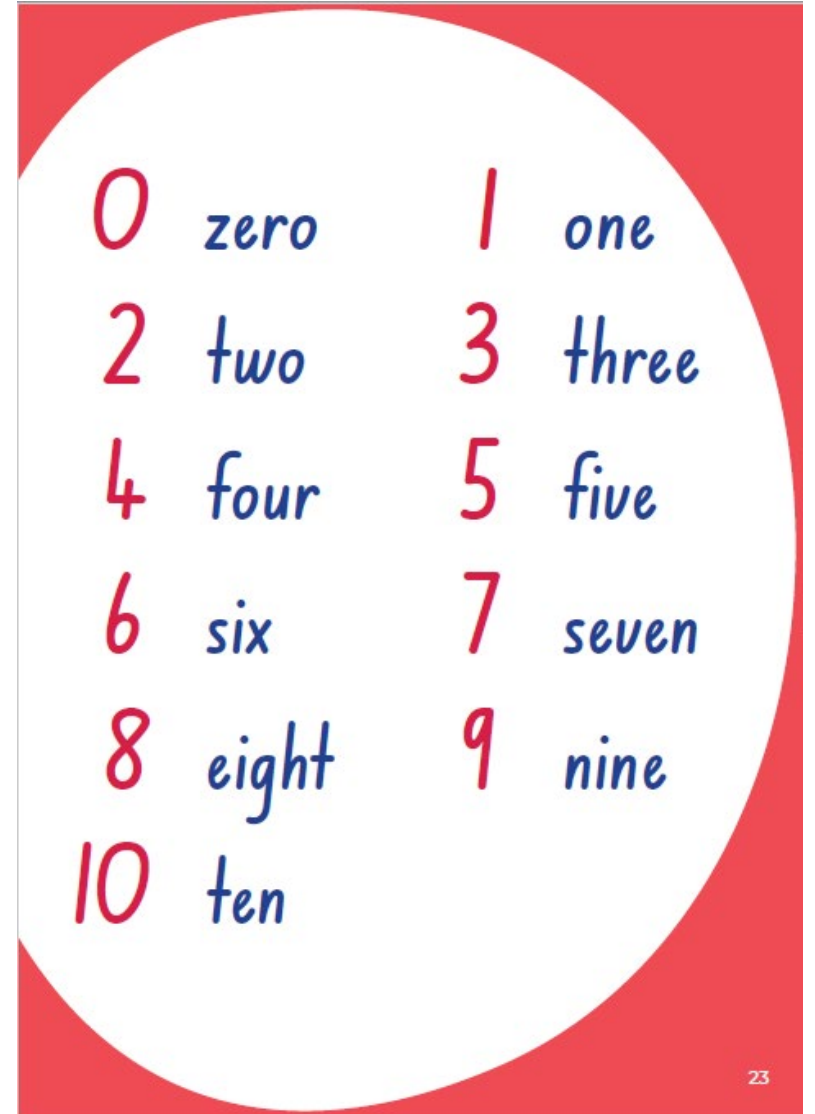 0 zero 1 one
2 two 3 three
4 four 5 five
6 six 7 seven
8 eight 9 nine
10 ten
23